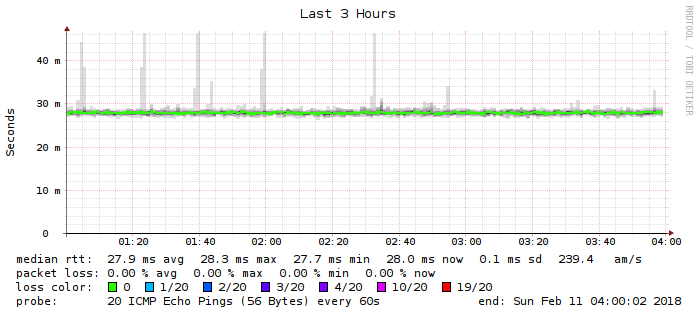 Last 3 Hours
RRDTOOL / TOBI OETIKER
Seconds
40 m
30 m
20 m
10 m
0
01:20 01:40 02:00 02:20 02:40 03:00 03:20 03:40 04:00
median rtt: 27.9 ms avg 28.3 ms max 27.7 ms min 28.0 ms now 0.1 ms sd 239.4 am/s
packet loss: 0.00 % avg 0.00 % max 0.00 % min 0.00 % now
loss color: 0 1/20 2/20 3/20 4/20 10/20 19/20
probe: 20 ICMP Echo Pings (56 Bytes) every 60s end: Sun Feb 11 04:00:02 2018